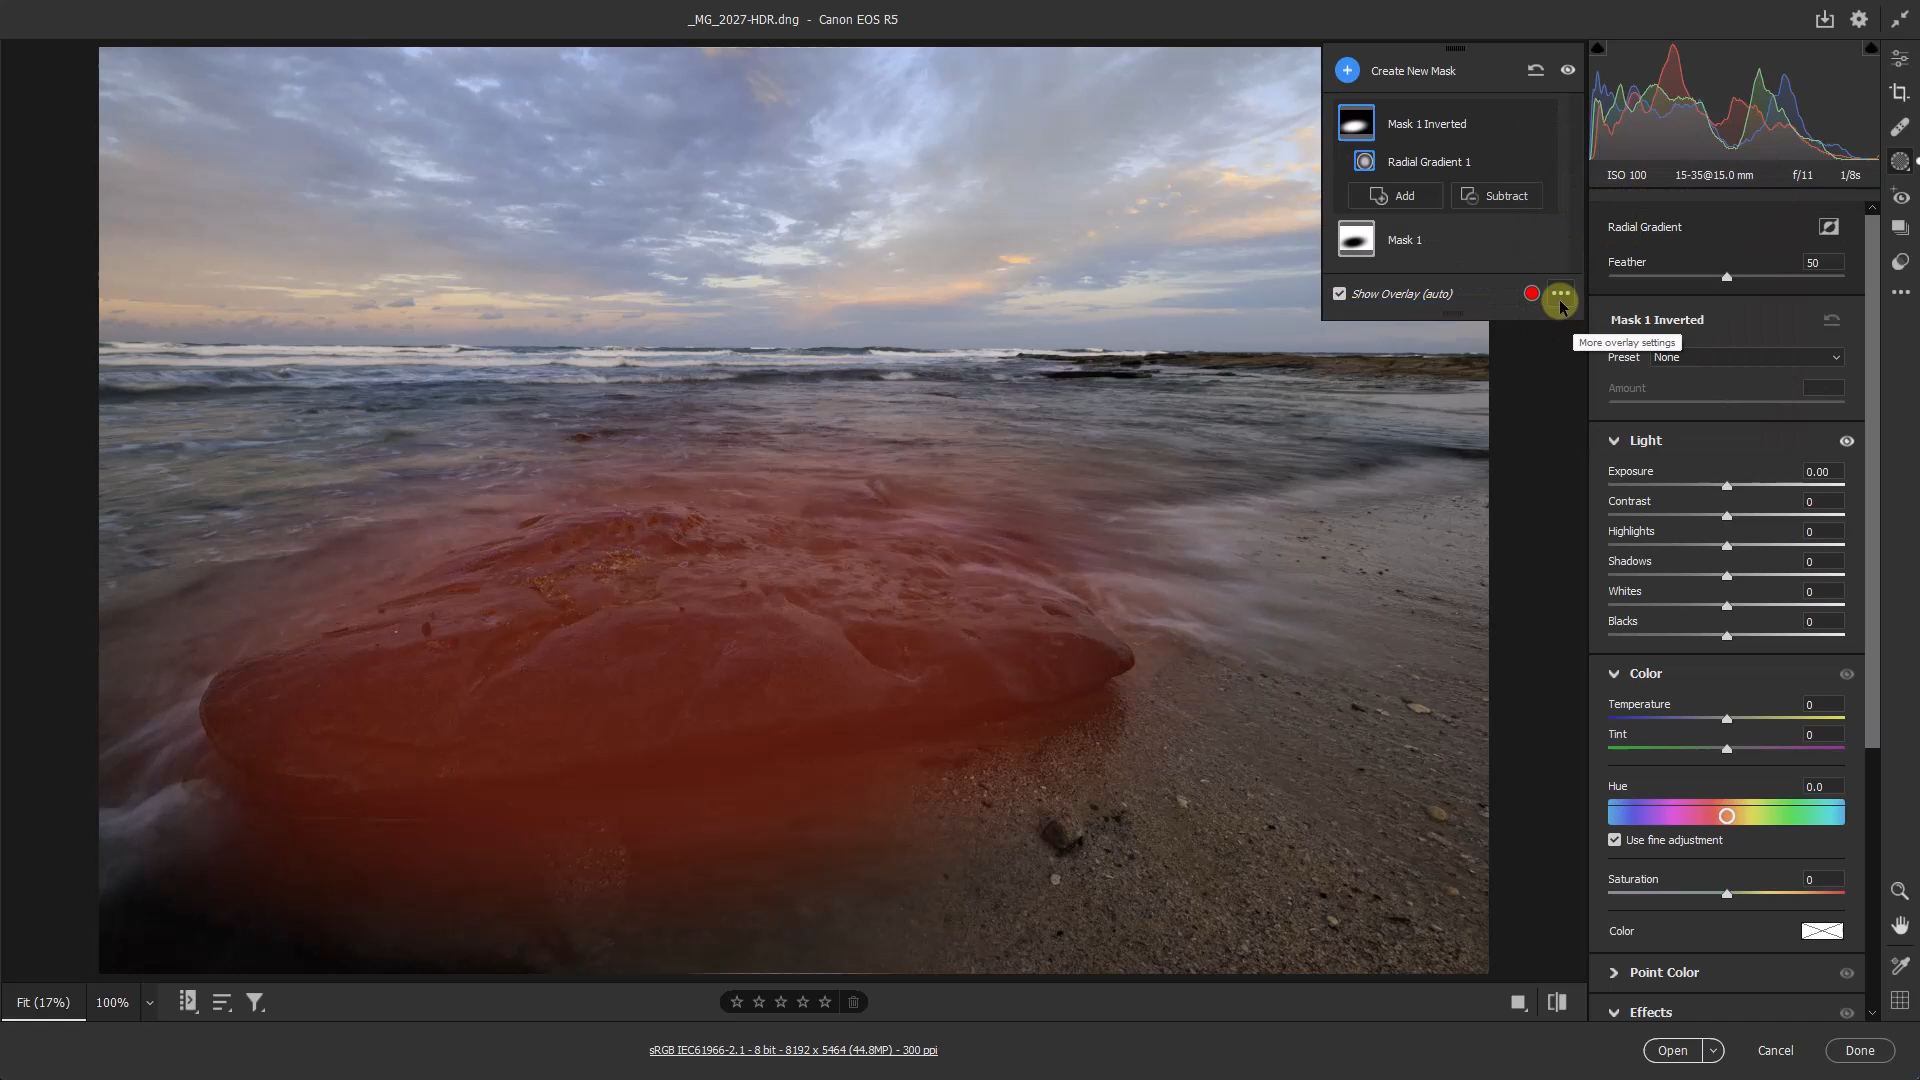 _MG_2027-HDR.dng - Canon EOS R5
Create New Mask
Mask 1 Inverted
Radial Gradient 1
Add
Subtract
Mask 1
Show Overlay (auto)
More overlay settings
ISO 100
15-35@15.0 mm
f/11
1/8s
Radial Gradient
Feather
50
Mask 1 Inverted
Preset
None
Amount
Light
Exposure
0.00
Contrast
0
Highlights
0
Shadows
0
Whites
0
Blacks
0
Color
Temperature
0
Tint
0
Hue
0.0
Use fine adjustment
Saturation
0
Color
Point Color
Effects
Fit (17%)
100%
sRGB IEC61966-2.1 - 8 bit - 8192 x 5464 (44.8MP) - 300 ppi
Open
Cancel
Done